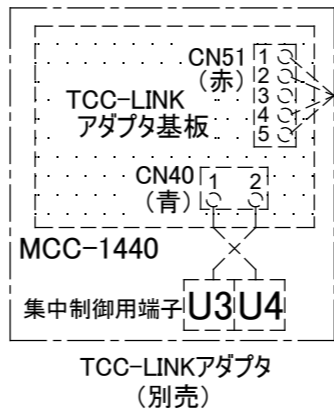 CN51
（赤）
1
2
3
4
5
TCC-LINK
アダプタ基板
CN40
（青）
1 2
MCC-1440
集中制御用端子 U3 U4
TCC-LINKアダプタ
（別売）